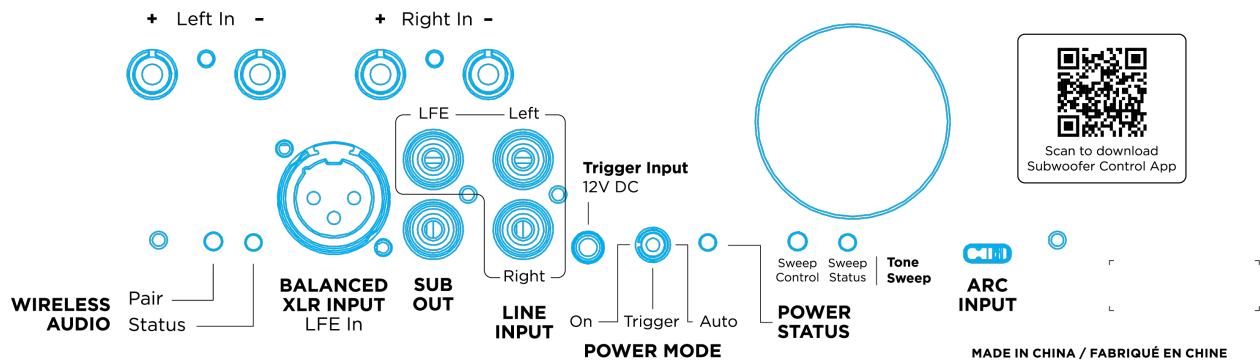 + Left In -
+ Right In -
LFE
Left
Scan to download
Subwoofer Control App
Trigger Input
12V DC
Sweep
Control
Sweep
Status
Tone
Sweep
Right
WIRELESS
AUDIO
Pair
Status
BALANCED
XLR INPUT
LFE In
SUB
OUT
LINE
INPUT
On
Trigger
Auto
POWER MODE
POWER
STATUS
ARC
INPUT
MADE IN CHINA / FABRIQUÉ EN CHINE